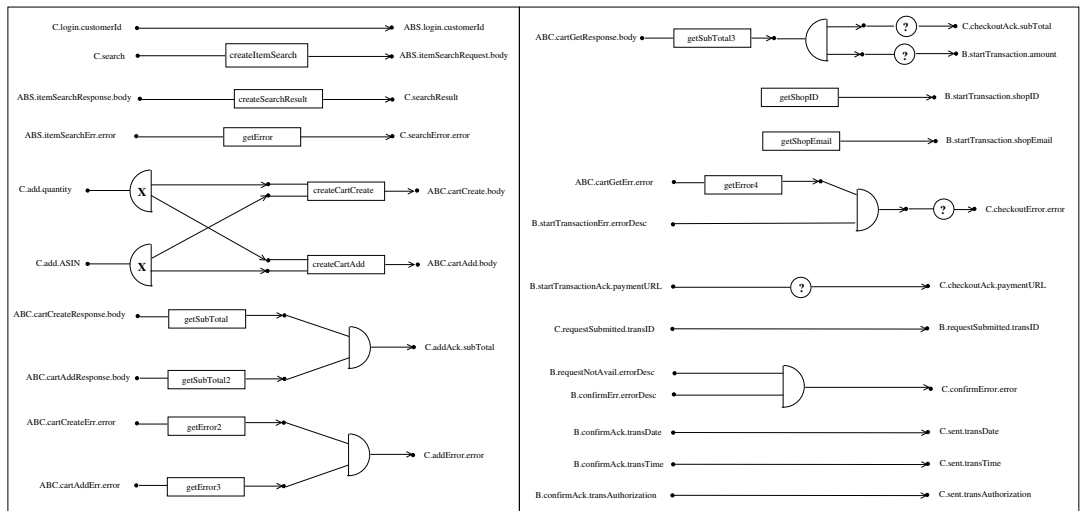 C.login.customerId
ABS.login.customerId
C.search
createItemSearch
ABS.itemSearchRequest.body
ABS.itemSearchResponse.body
createSearchResult
C.searchResult
ABS.itemSearchErr.error
getError
C.searchError.error
C.add.quantity
X
createCartCreate
ABC.cartCreate.body
C.add.ASIN
X
createCartAdd
ABC.cartAdd.body
ABC.cartCreateResponse.body
getSubTotal
C.addAck.subTotal
ABC.cartAddResponse.body
getSubTotal2
ABC.cartCreateErr.error
getError2
C.addError.error
ABC.cartAddErr.error
getError3
ABC.cartGetResponse.body
getSubTotal3
?
C.checkoutAck.subTotal
?
B.startTransaction.amount
getShopID
B.startTransaction.shopID
getShopEmail
B.startTransaction.shopEmail
ABC.cartGetErr.error
getError4
?
C.checkoutError.error
B.startTransactionErr.errorDesc
B.startTransactionAck.paymentURL
?
C.checkoutAck.paymentURL
C.requestSubmitted.transID
B.requestSubmitted.transID
B.requestNotAvail.errorDesc
C.confirmError.error
B.confirmErr.errorDesc
B.confirmAck.transDate
C.sent.transDate
B.confirmAck.transTime
C.sent.transTime
B.confirmAck.transAuthorization
C.sent.transAuthorization